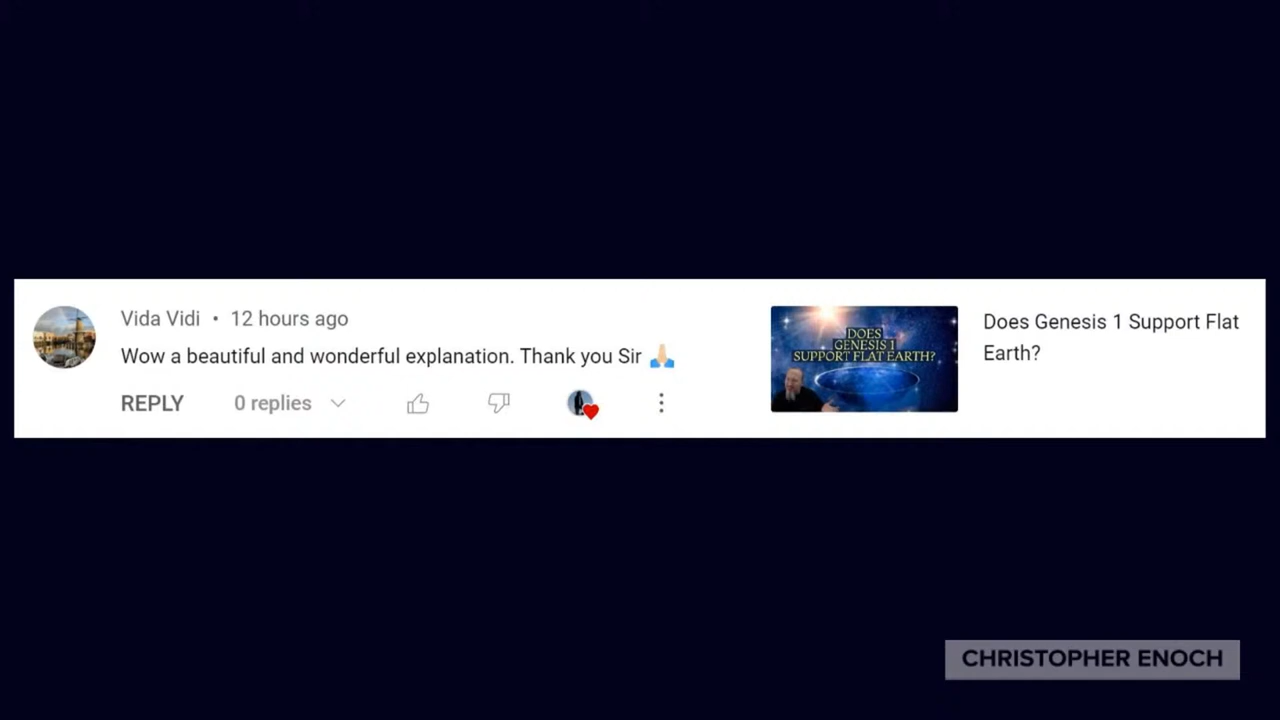 Vida Vidi • 12 hours ago
Wow a beautiful and wonderful explanation. Thank you Sir 🙏🏼
REPLY 0 replies
DOES
GENESIS 1
SUPPORT FLAT EARTH?
Does Genesis 1 Support Flat
Earth?
CHRISTOPHER ENOCH